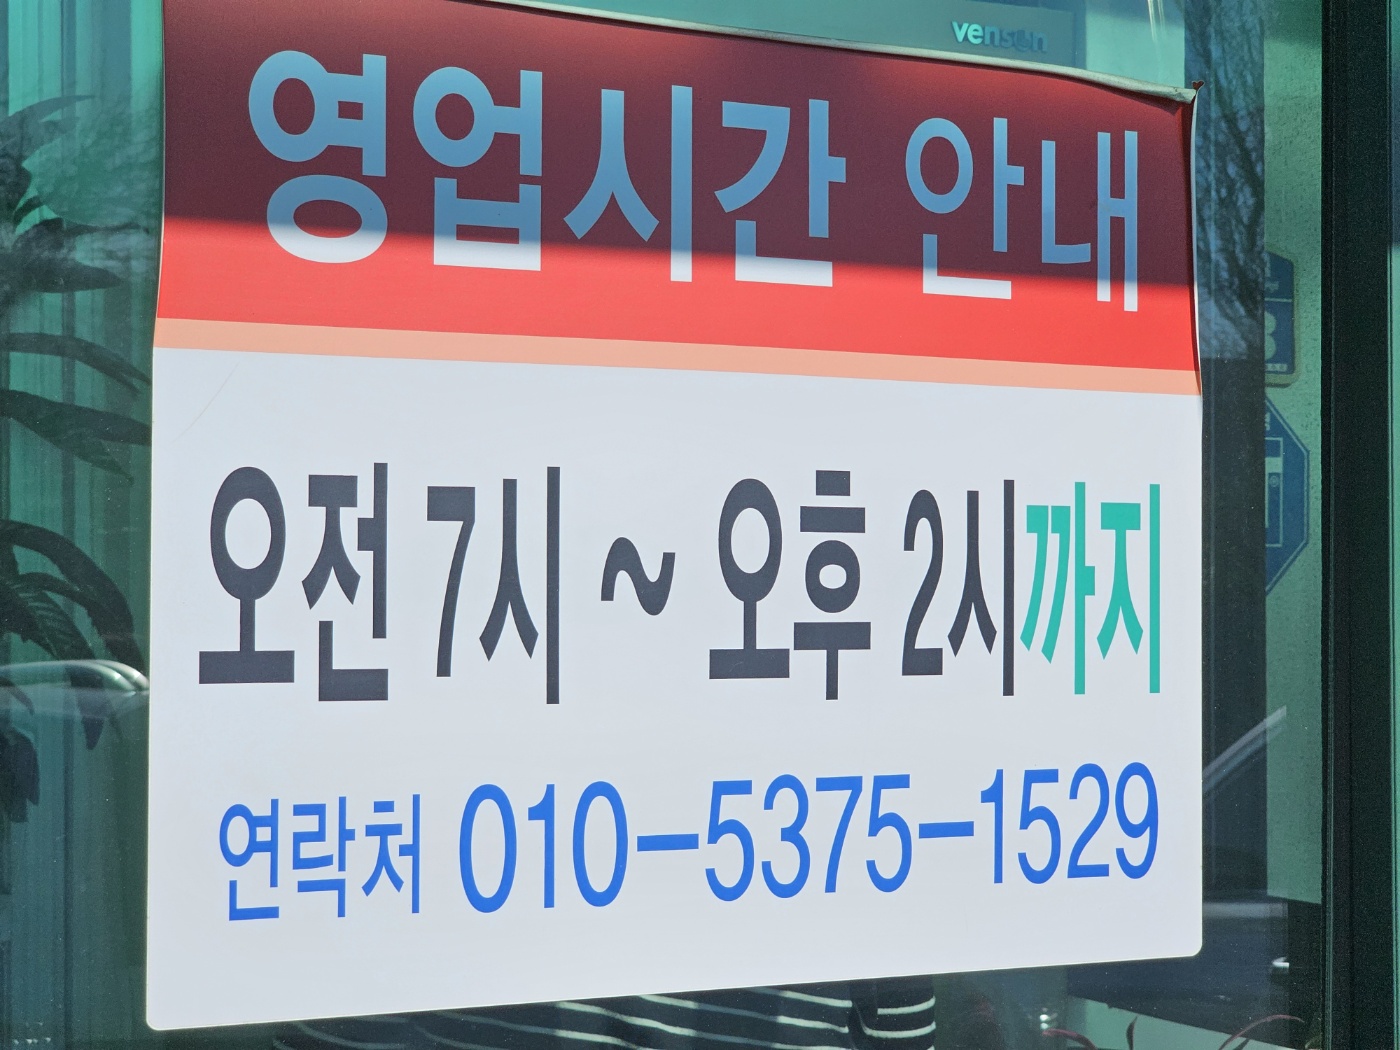 venson
영업시간 안내
오전 7시 ~ 오후 2시까지
연락처 010-5375-1529